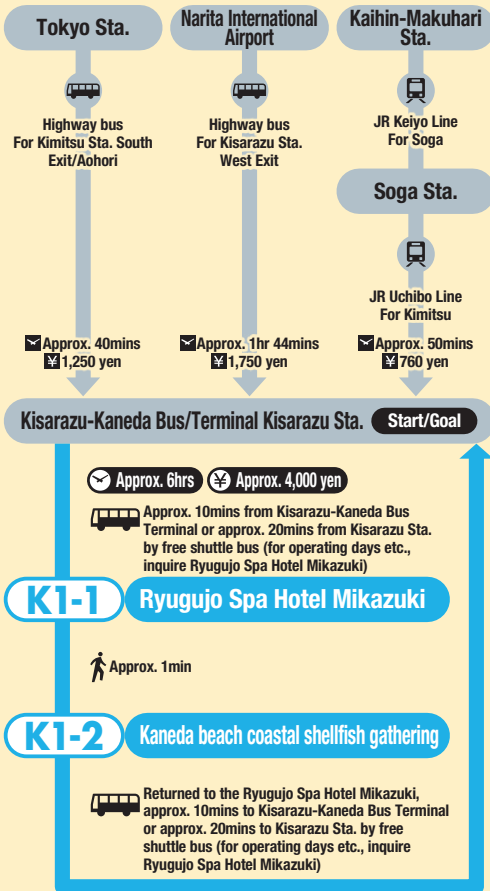 Tokyo Sta.
Narita International
Airport
Kaihin-Makuhari
Sta.
Highway bus
For Kimitsu Sta. South
Exit/Aohori
Highway bus
For Kisarazu Sta.
West Exit
JR Keiyo Line
For Soga
Soga Sta.
JR Uchibo Line
For Kimitsu
Approx. 40mins
¥1,250 yen
Approx. 1hr 44mins
¥1,750 yen
Approx. 50mins
¥760 yen
Kisarazu-Kaneda Bus/Terminal Kisarazu Sta. Start/Goal
Approx. 6hrs ¥ Approx. 4,000 yen
Approx. 10mins from Kisarazu-Kaneda Bus
Terminal or approx. 20mins from Kisarazu Sta.
by free shuttle bus (for operating days etc.,
inquire Ryugujo Spa Hotel Mikazuki)
K1-1 Ryugujo Spa Hotel Mikazuki
Approx. 1min
K1-2 Kaneda beach coastal shellfish gathering
Returned to the Ryugujo Spa Hotel Mikazuki,
approx. 10mins to Kisarazu-Kaneda Bus Terminal
or approx. 20mins to Kisarazu Sta. by free
shuttle bus (for operating days etc., inquire
Ryugujo Spa Hotel Mikazuki)